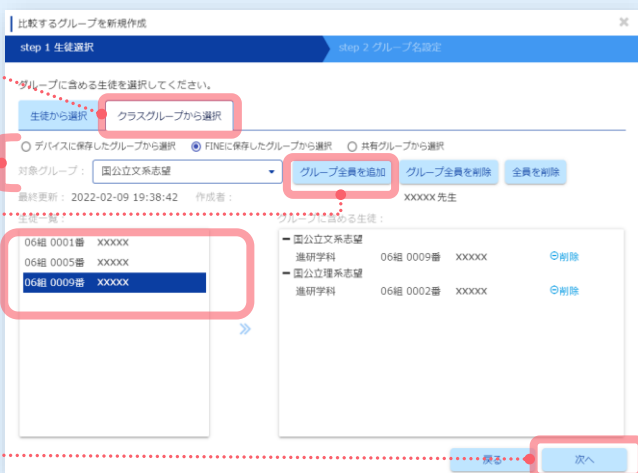 比較するグループを新規作成 ×
step 1 生徒選択 step 2 グループ名設定
グループに含める生徒を選択してください。
生徒から選択 クラスグループから選択
デバイスに保存したグループから選択 FINEに保存したグループから選択 共有グループから選択
対象グループ： 国公立文系志望 グループ全員を追加 グループ全員を削除 全員を削除
最終更新： 2022-02-09 19:38:42 作成者： XXXXX 先生
生徒一覧： グループに含める生徒：
06組 0001番 XXXXX
06組 0005番 XXXXX
06組 0009番 XXXXX
国公立文系志望
進研学科 06組 0009番 XXXXX 削除
国公立理系志望
進研学科 06組 0002番 XXXXX 削除
戻る 次へ